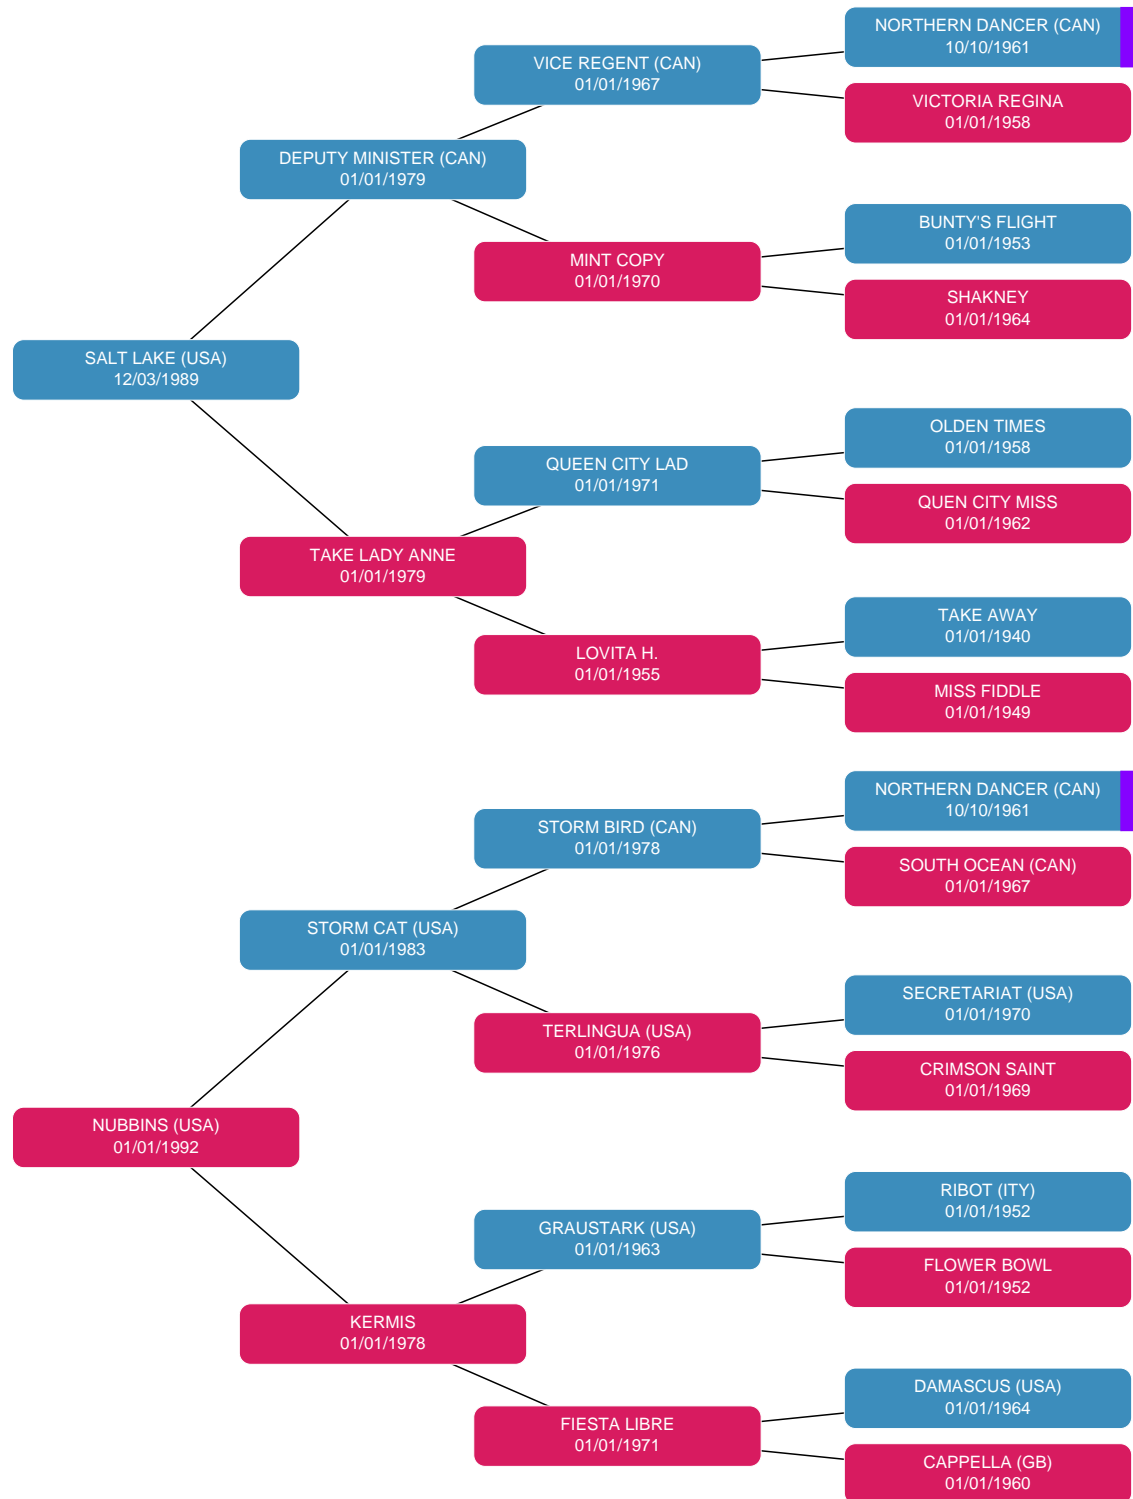 NORTHERN DANCER (CAN)
10/10/1961
VICE REGENT (CAN)
01/01/1967
VICTORIA REGINA
01/01/1958
DEPUTY MINISTER (CAN)
01/01/1979
BUNTY'S FLIGHT
01/01/1953
MINT COPY
01/01/1970
SHAKNEY
01/01/1964
SALT LAKE (USA)
12/03/1989
OLDEN TIMES
01/01/1958
QUEEN CITY LAD
01/01/1971
QUEN CITY MISS
01/01/1962
TAKE LADY ANNE
01/01/1979
TAKE AWAY
01/01/1940
LOVITA H.
01/01/1955
MISS FIDDLE
01/01/1949
NORTHERN DANCER (CAN)
10/10/1961
STORM BIRD (CAN)
01/01/1978
SOUTH OCEAN (CAN)
01/01/1967
STORM CAT (USA)
01/01/1983
SECRETARIAT (USA)
01/01/1970
TERLINGUA (USA)
01/01/1976
CRIMSON SAINT
01/01/1969
NUBBINS (USA)
01/01/1992
RIBOT (ITY)
01/01/1952
GRAUSTARK (USA)
01/01/1963
FLOWER BOWL
01/01/1952
KERMIS
01/01/1978
DAMASCUS (USA)
01/01/1964
FIESTA LIBRE
01/01/1971
CAPPELLA (GB)
01/01/1960